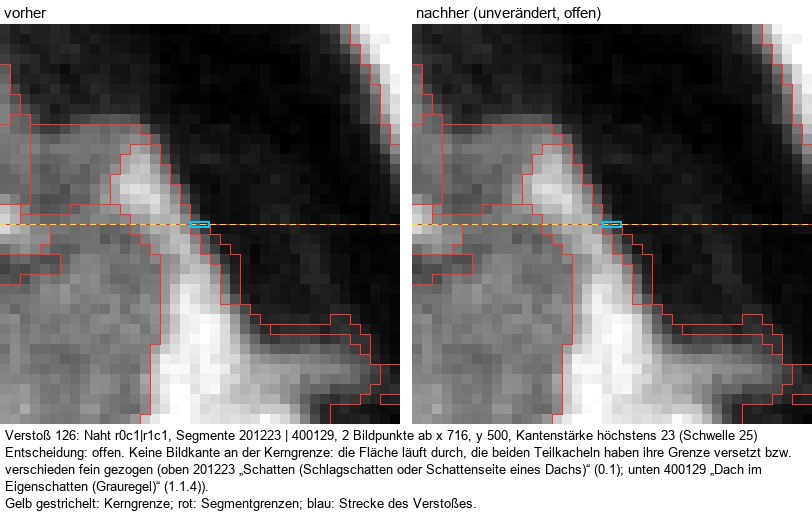 vorher
nachher (unverändert, offen)
Verstoß 126: Naht r0c1|r1c1, Segmente 201223 | 400129, 2 Bildpunkte ab x 716, y 500, Kantenstärke höchstens 23 (Schwelle 25)
Entscheidung: offen. Keine Bildkante an der Kerngrenze: die Fläche läuft durch, die beiden Teilkacheln haben ihre Grenze versetzt bzw.
verschieden fein gezogen (oben 201223 „Schatten (Schlagschatten oder Schattenseite eines Dachs)“ (0.1); unten 400129 „Dach im
Eigenschatten (Grauregel)“ (1.1.4)).
Gelb gestrichelt: Kerngrenze; rot: Segmentgrenzen; blau: Strecke des Verstoßes.